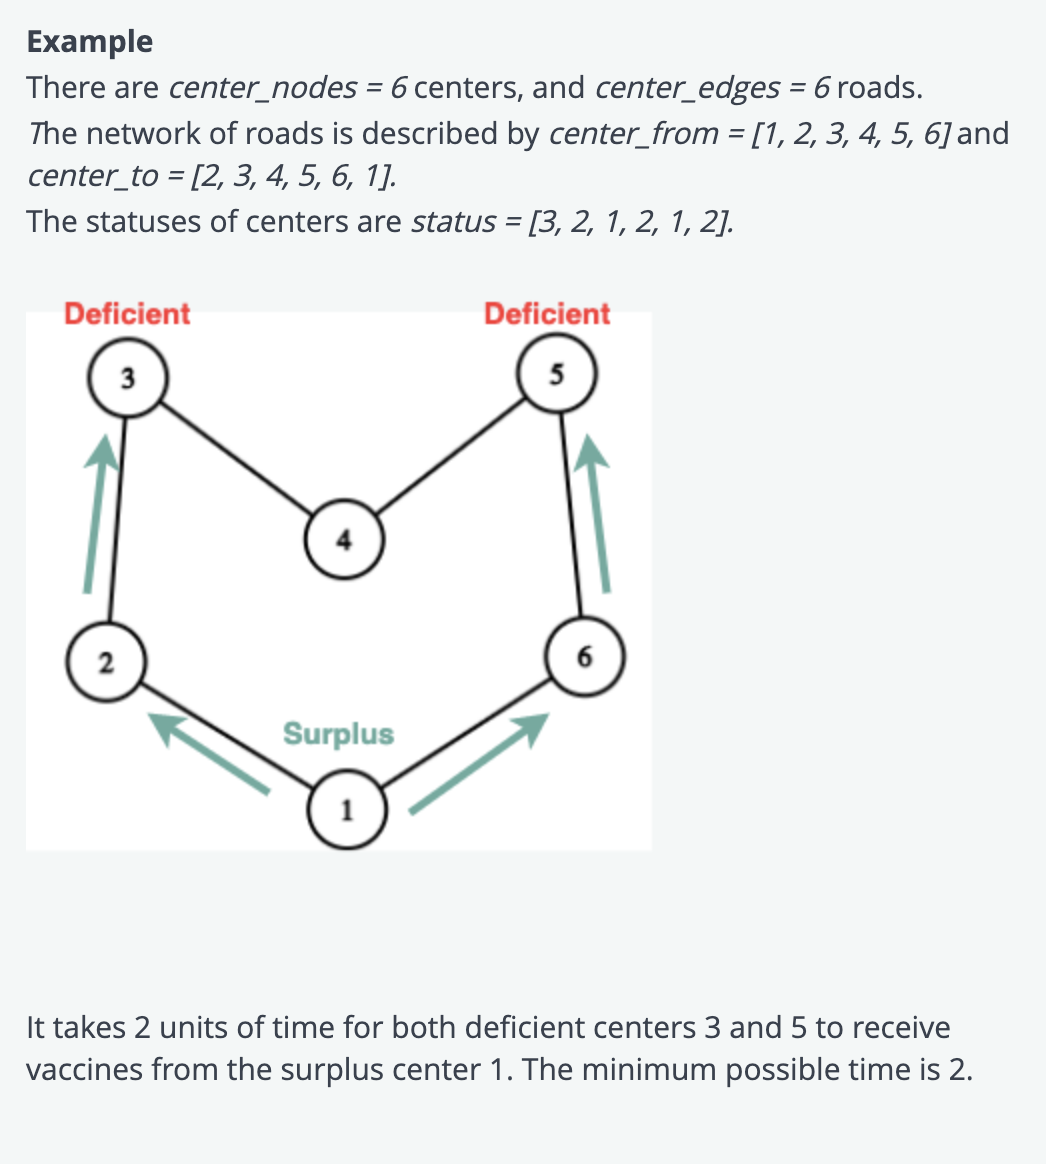 Example
There are center_nodes = 6 centers, and center_edges = 6 roads.
The network of roads is described by center_from = [1, 2, 3, 4, 5, 6] and
center_to = [2, 3, 4, 5, 6, 1].
The statuses of centers are status = [3, 2, 1, 2, 1, 2].
Deficient Deficient
3 5
4
2 6
Surplus
1
It takes 2 units of time for both deficient centers 3 and 5 to receive
vaccines from the surplus center 1. The minimum possible time is 2.